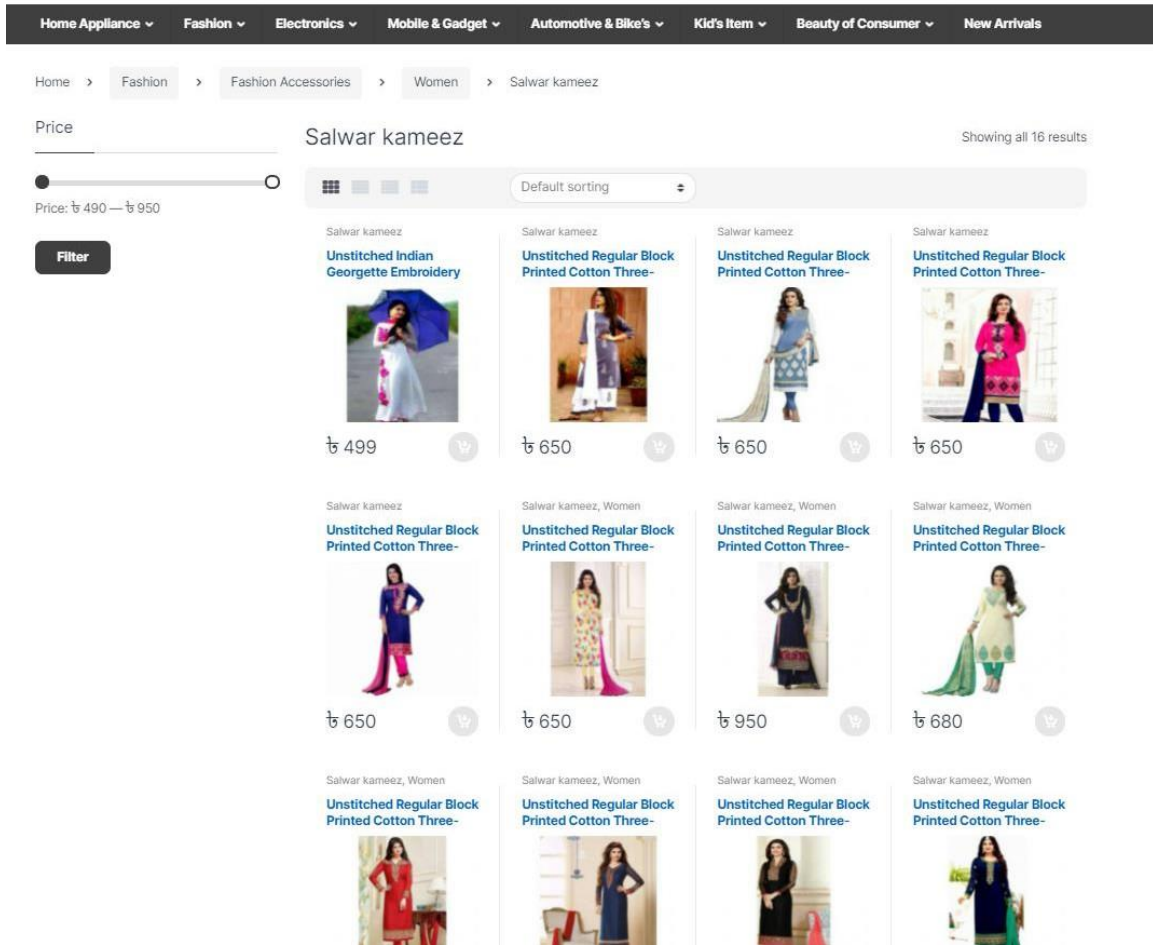 Home Appliance Fashion Electronics Mobile & Gadget Automotive & Bike's Kid's Item Beauty of Consumer New Arrivals
Home > Fashion > Fashion Accessories > Women > Salwar kameez
Price
Price: ৳ 490 — ৳ 950
Filter
Salwar kameez
Showing all 16 results
Default sorting
Salwar kameez
Unstitched Indian
Georgette Embroidery
৳ 499
Salwar kameez
Unstitched Regular Block
Printed Cotton Three-
৳ 650
Salwar kameez
Unstitched Regular Block
Printed Cotton Three-
৳ 650
Salwar kameez
Unstitched Regular Block
Printed Cotton Three-
৳ 650
Salwar kameez
Unstitched Regular Block
Printed Cotton Three-
৳ 650
Salwar kameez, Women
Unstitched Regular Block
Printed Cotton Three-
৳ 650
Salwar kameez, Women
Unstitched Regular Block
Printed Cotton Three-
৳ 950
Salwar kameez, Women
Unstitched Regular Block
Printed Cotton Three-
৳ 680
Salwar kameez, Women
Unstitched Regular Block
Printed Cotton Three-
Salwar kameez, Women
Unstitched Regular Block
Printed Cotton Three-
Salwar kameez, Women
Unstitched Regular Block
Printed Cotton Three-
Salwar kameez, Women
Unstitched Regular Block
Printed Cotton Three-